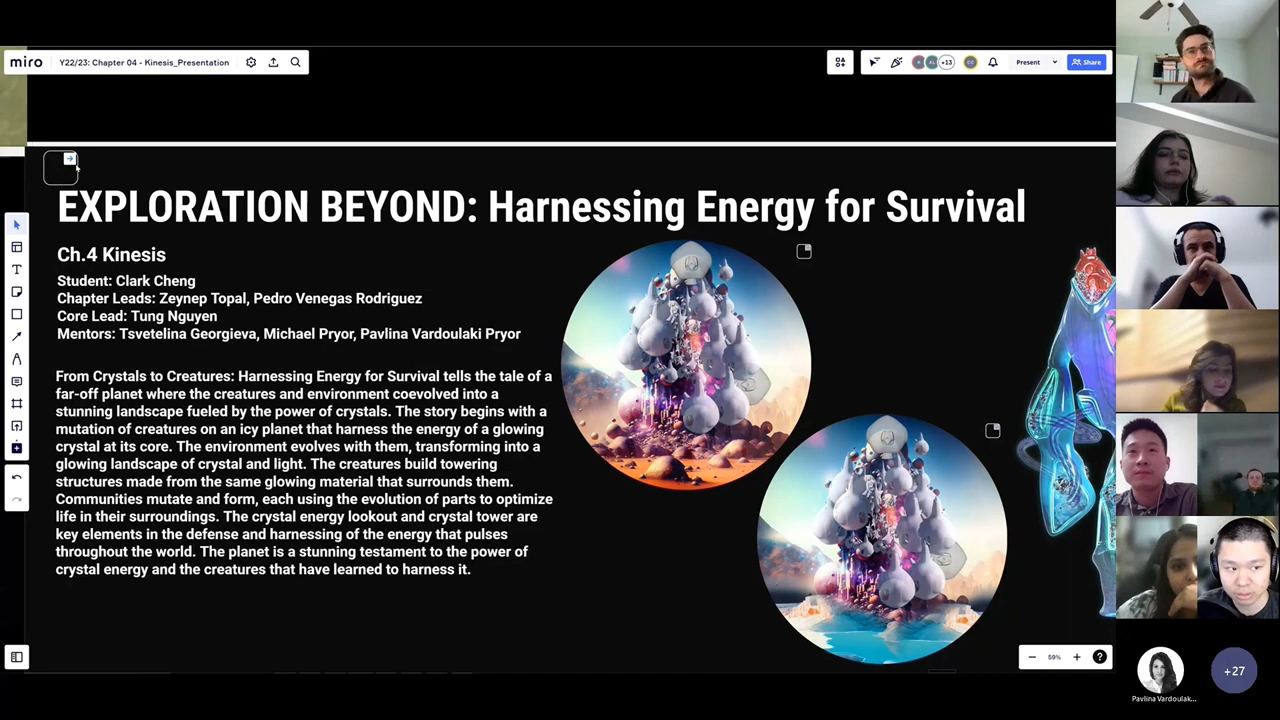 miro
Y22/23: Chapter 04 - Kinesis_Presentation
+13
CC
Present
Share
EXPLORATION BEYOND: Harnessing Energy for Survival
Ch.4 Kinesis
Student: Clark Cheng
Chapter Leads: Zeynep Topal, Pedro Venegas Rodriguez
Core Lead: Tung Nguyen
Mentors: Tsvetelina Georgieva, Michael Pryor, Pavlina Vardoulaki Pryor
From Crystals to Creatures: Harnessing Energy for Survival tells the tale of a
far-off planet where the creatures and environment coevolved into a
stunning landscape fueled by the power of crystals. The story begins with a
mutation of creatures on an icy planet that harness the energy of a glowing
crystal at its core. The environment evolves with them, transforming into a
glowing landscape of crystal and light. The creatures build towering
structures made from the same glowing material that surrounds them.
Communities mutate and form, each using the evolution of parts to optimize
life in their surroundings. The crystal energy lookout and crystal tower are
key elements in the defense and harnessing of the energy that pulses
throughout the world. The planet is a stunning testament to the power of
crystal energy and the creatures that have learned to harness it.
59%
Pavlina Vardoulak...
+27